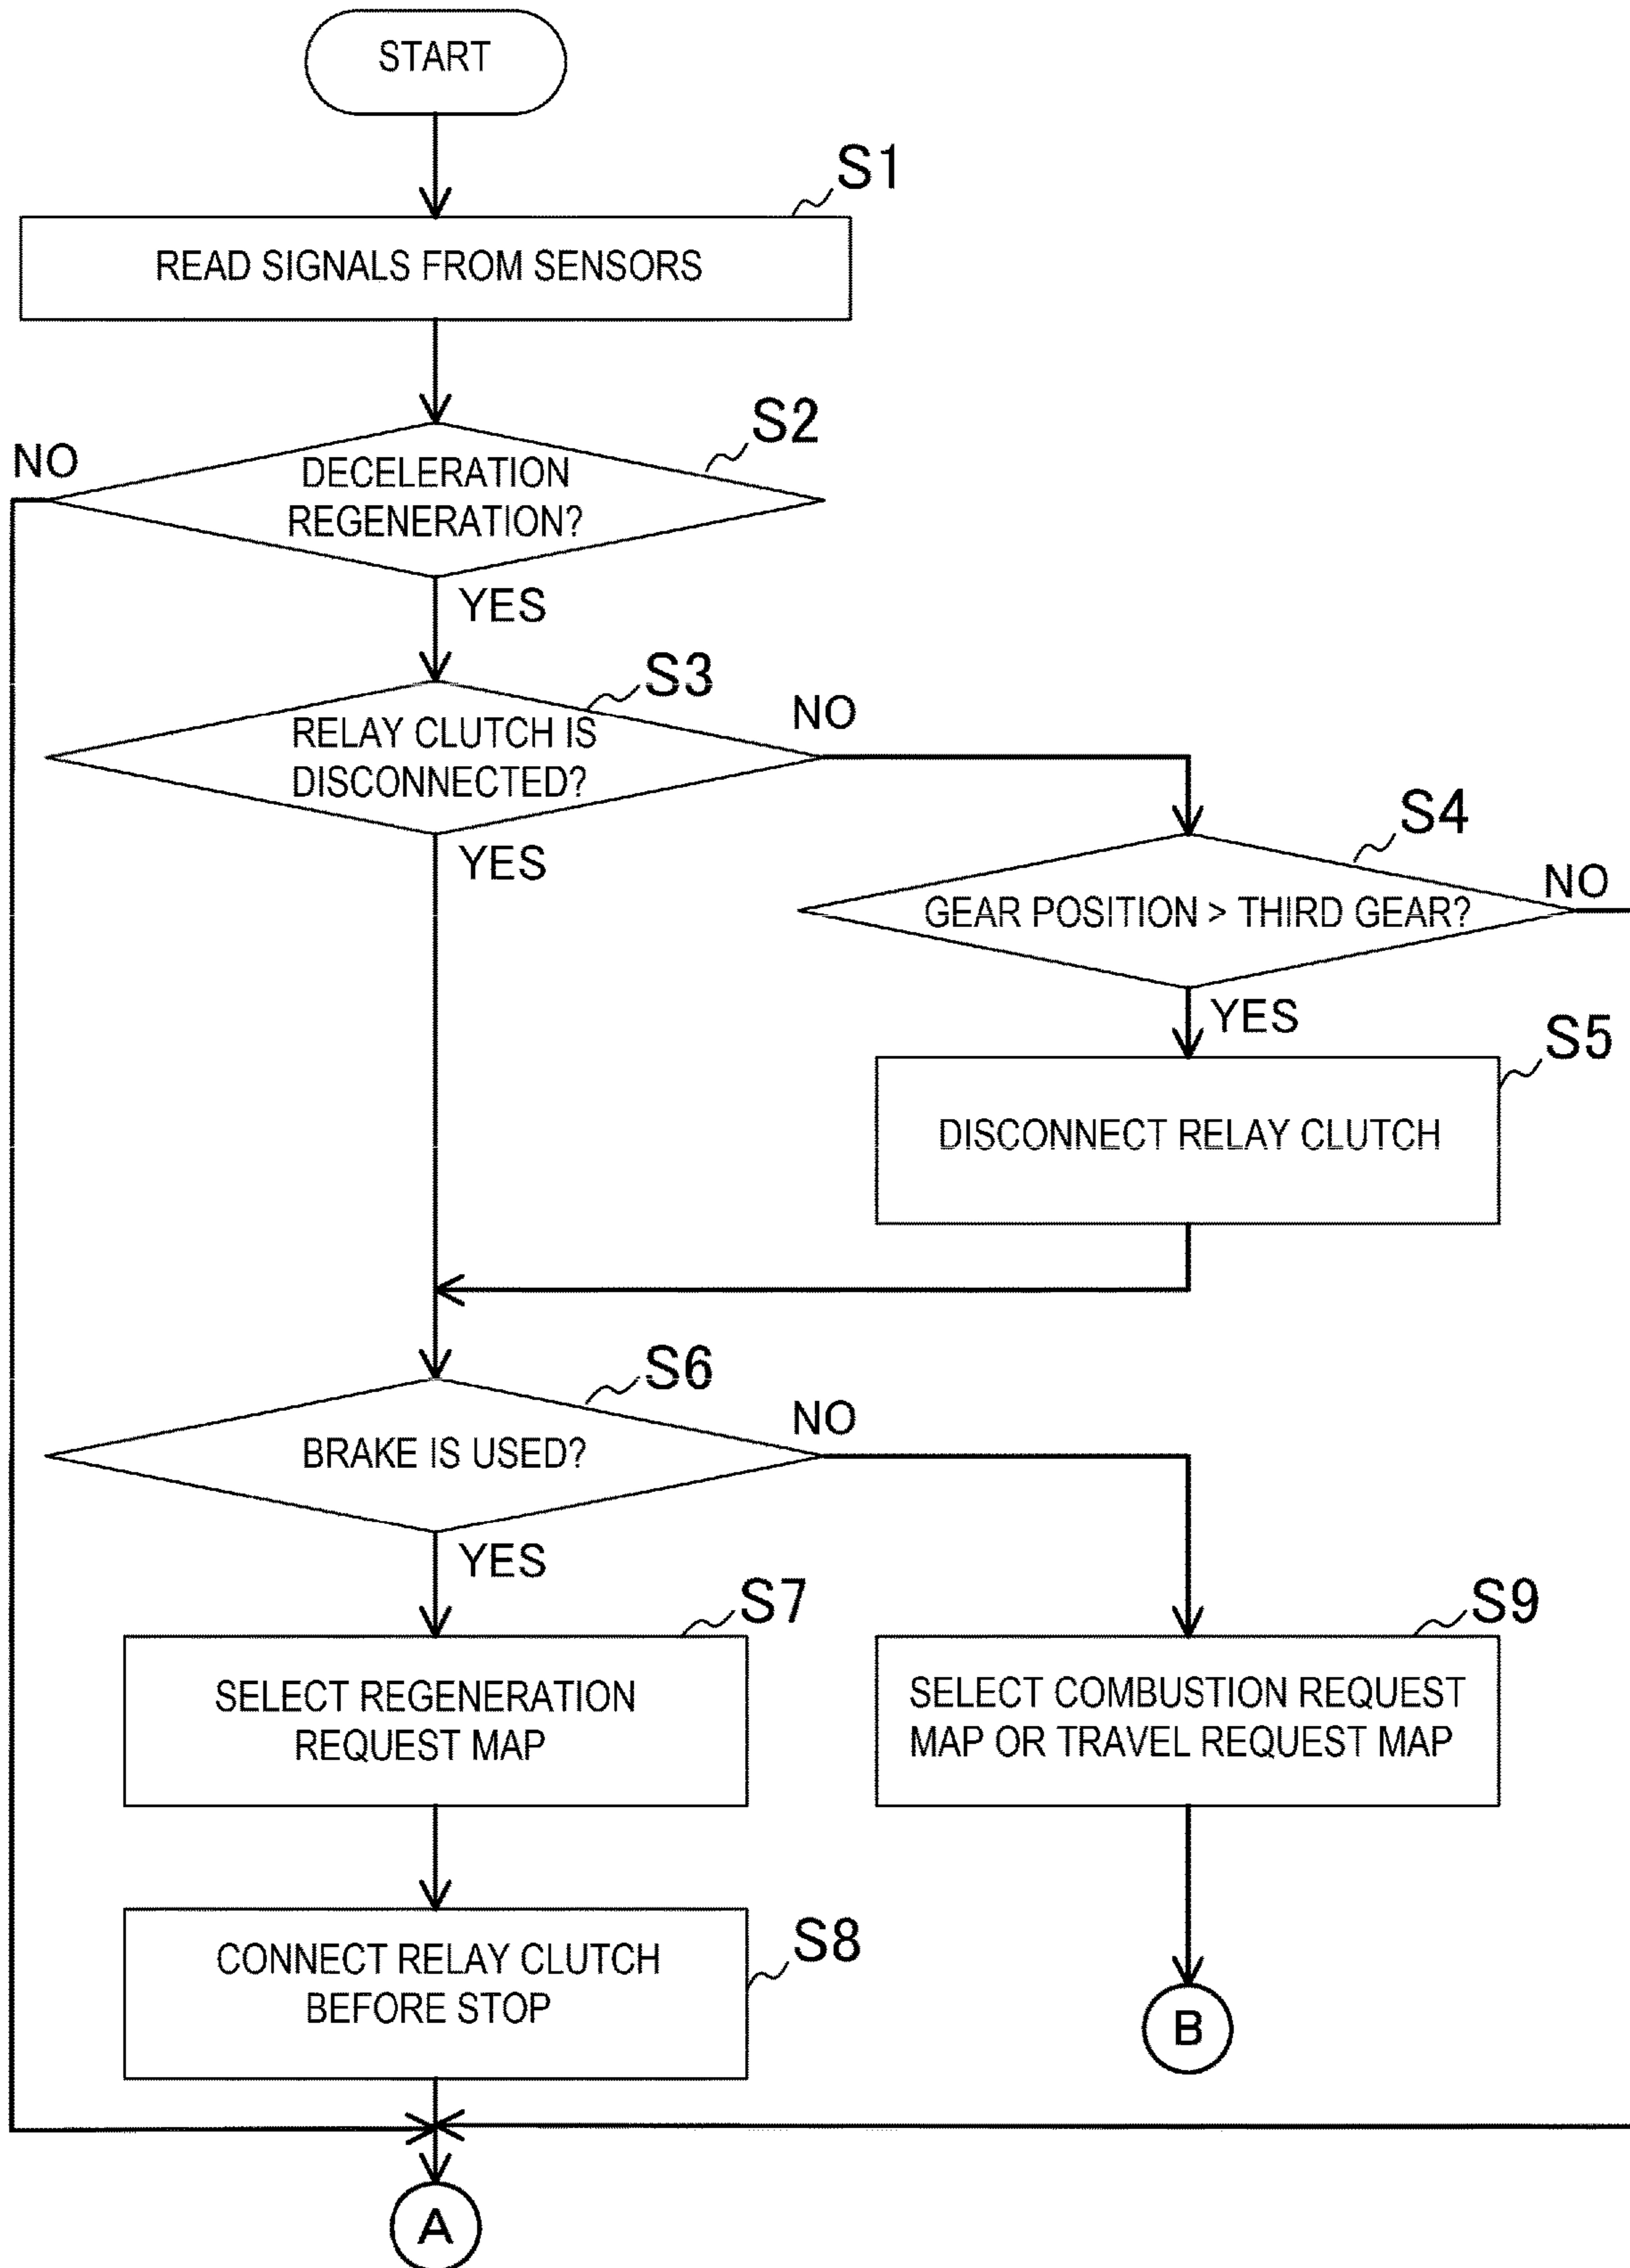 START
S1
READ SIGNALS FROM SENSORS
S2
NO
DECELERATION
REGENERATION?
YES
S3
NO
RELAY CLUTCH IS
DISCONNECTED?
YES
S4
NO
GEAR POSITION > THIRD GEAR?
YES
S5
DISCONNECT RELAY CLUTCH
S6
NO
BRAKE IS USED?
YES
S7
SELECT REGENERATION
REQUEST MAP
S9
SELECT COMBUSTION REQUEST
MAP OR TRAVEL REQUEST MAP
S8
CONNECT RELAY CLUTCH
BEFORE STOP
B
A